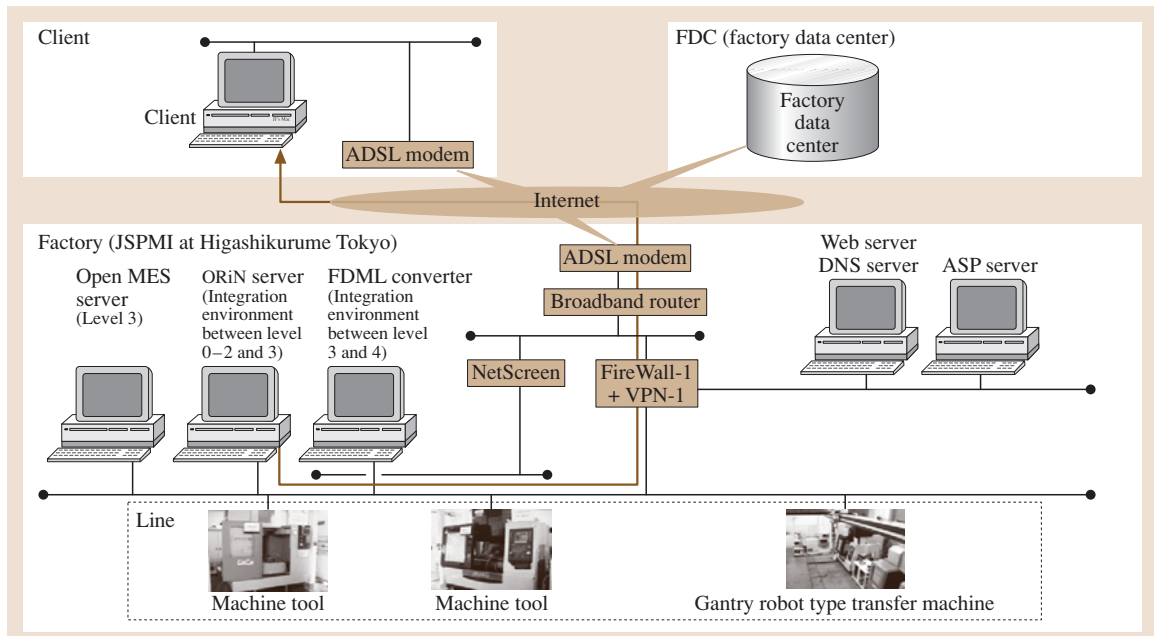 Client
Client
ADSL modem
FDC (factory data center)
Factory
data
center
Internet
Factory (JSPMI at Higashikurume Tokyo)
Open MES
server
(Level 3)
ORiN server
(Integration
environment
between level
0–2 and 3)
FDML converter
(Integration
environment
between level
3 and 4)
ADSL modem
Broadband router
NetScreen
FireWall-1
+ VPN-1
Web server
DNS server
ASP server
Line
Machine tool
Machine tool
Gantry robot type transfer machine